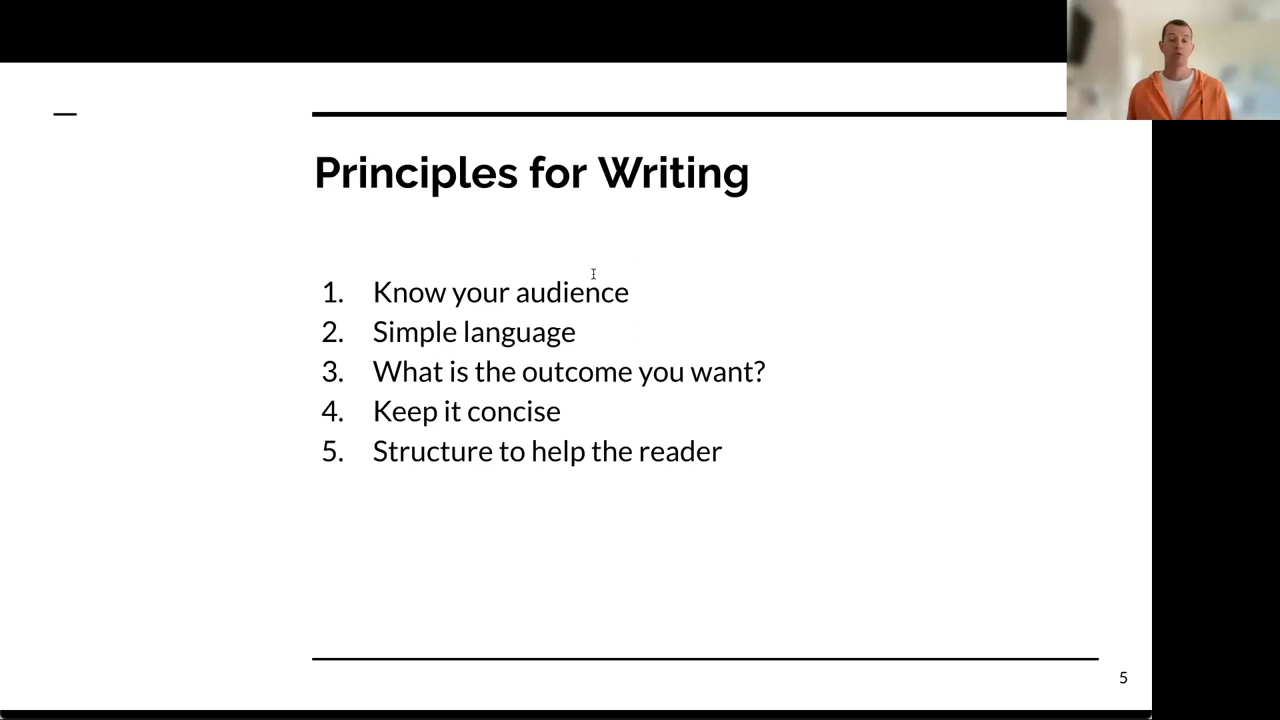 Principles for Writing
1. Know your audience
2. Simple language
3. What is the outcome you want?
4. Keep it concise
5. Structure to help the reader
5